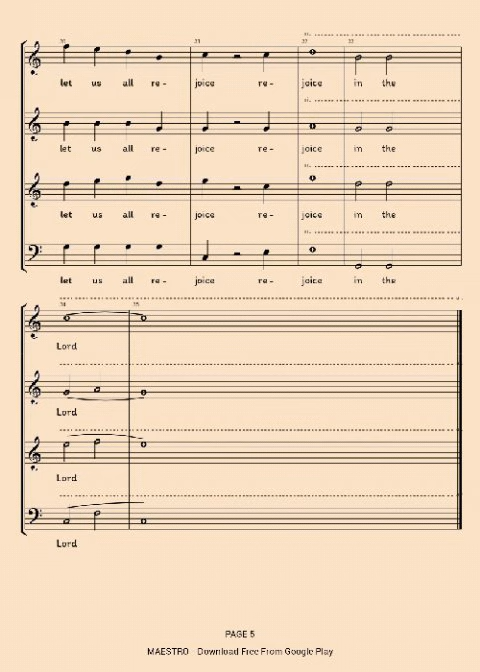 let us all re- joice re- joice in the
let us all re- joice re- joice in the
let us all re- joice re- joice in the
let us all re- joice re- joice in the
Lord
Lord
Lord
Lord
PAGE 5
MAESTRO - Download Free From Google Play